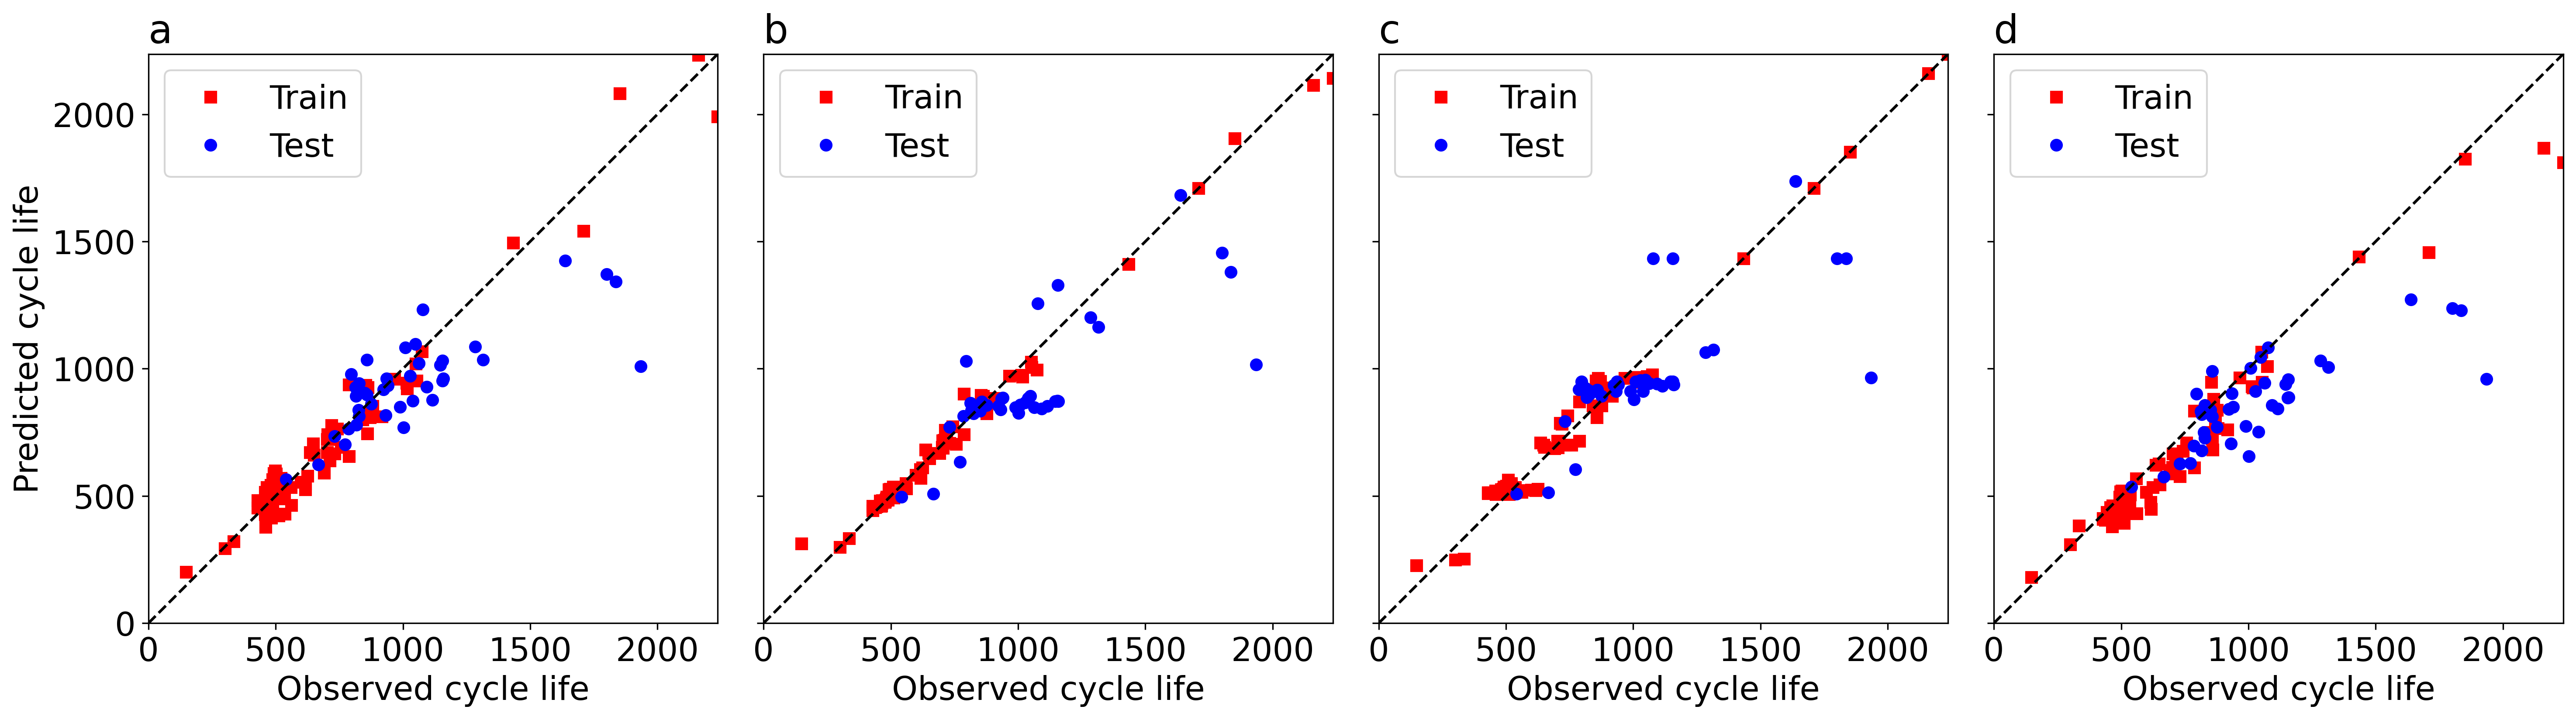 a
b
c
d
Train
Test
Train
Test
Train
Test
Train
Test
Predicted cycle life
2000
1500
1000
500
0
0 500 1000 1500 2000
0 500 1000 1500 2000
0 500 1000 1500 2000
0 500 1000 1500 2000
Observed cycle life
Observed cycle life
Observed cycle life
Observed cycle life